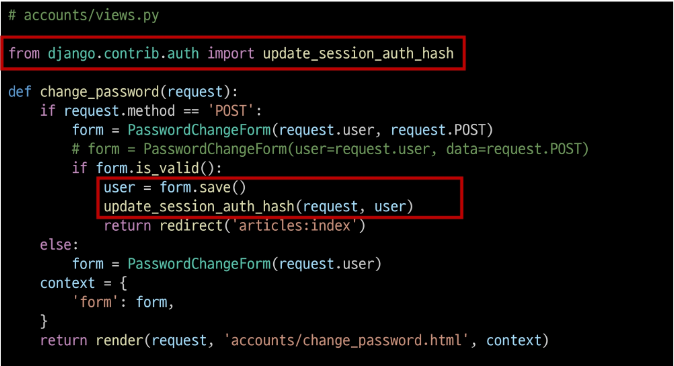 # accounts/views.py
from django.contrib.auth import update_session_auth_hash
def change_password(request):
    if request.method == 'POST':
        form = PasswordChangeForm(request.user, request.POST)
        # form = PasswordChangeForm(user=request.user, data=request.POST)
        if form.is_valid():
            user = form.save()
            update_session_auth_hash(request, user)
            return redirect('articles:index')
    else:
        form = PasswordChangeForm(request.user)
    context = {
        'form': form,
    }
    return render(request, 'accounts/change_password.html', context)